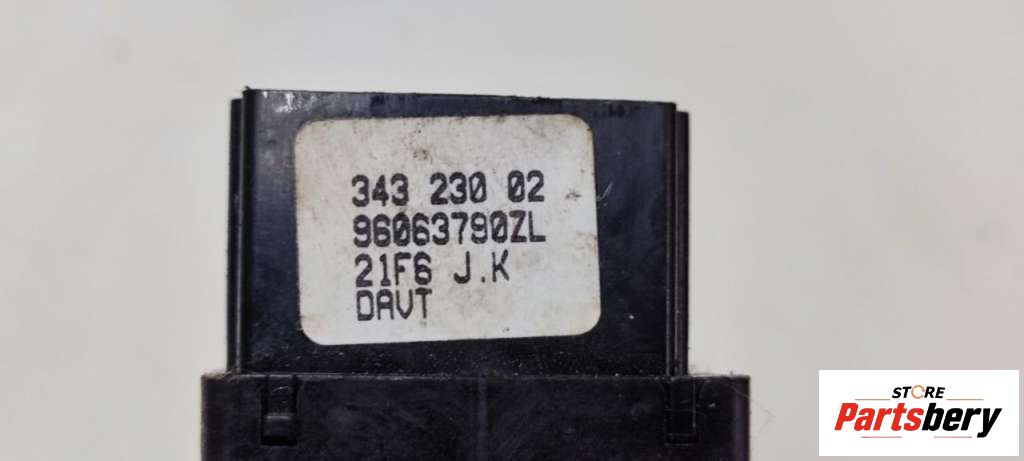 343 230 02
96063790ZL
21F6 J.K
DAVT
STORE
Partsbery